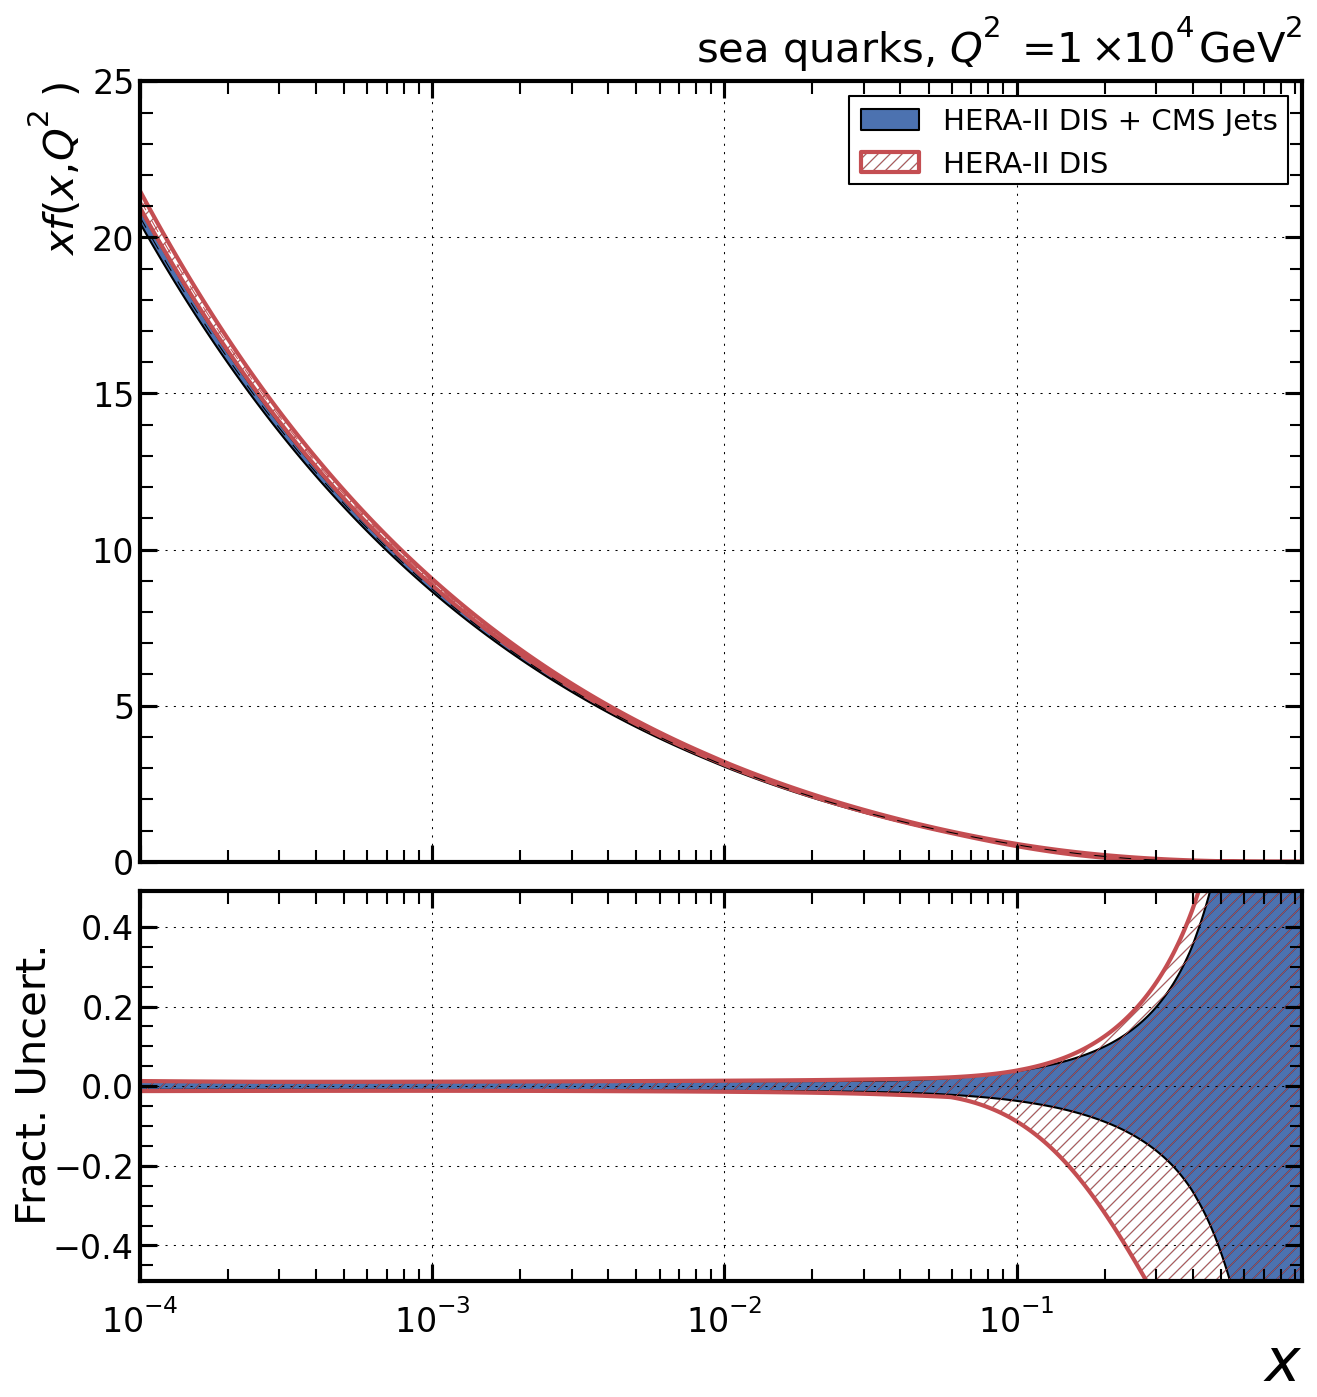 sea quarks, Q² =1 ×10⁴ GeV²
xf(x,Q² )
25
20
15
10
5
0
HERA-II DIS + CMS Jets
HERA-II DIS
Fract. Uncert.
0.4
0.2
0.0
−0.2
−0.4
10⁻⁴ 10⁻³ 10⁻² 10⁻¹
x